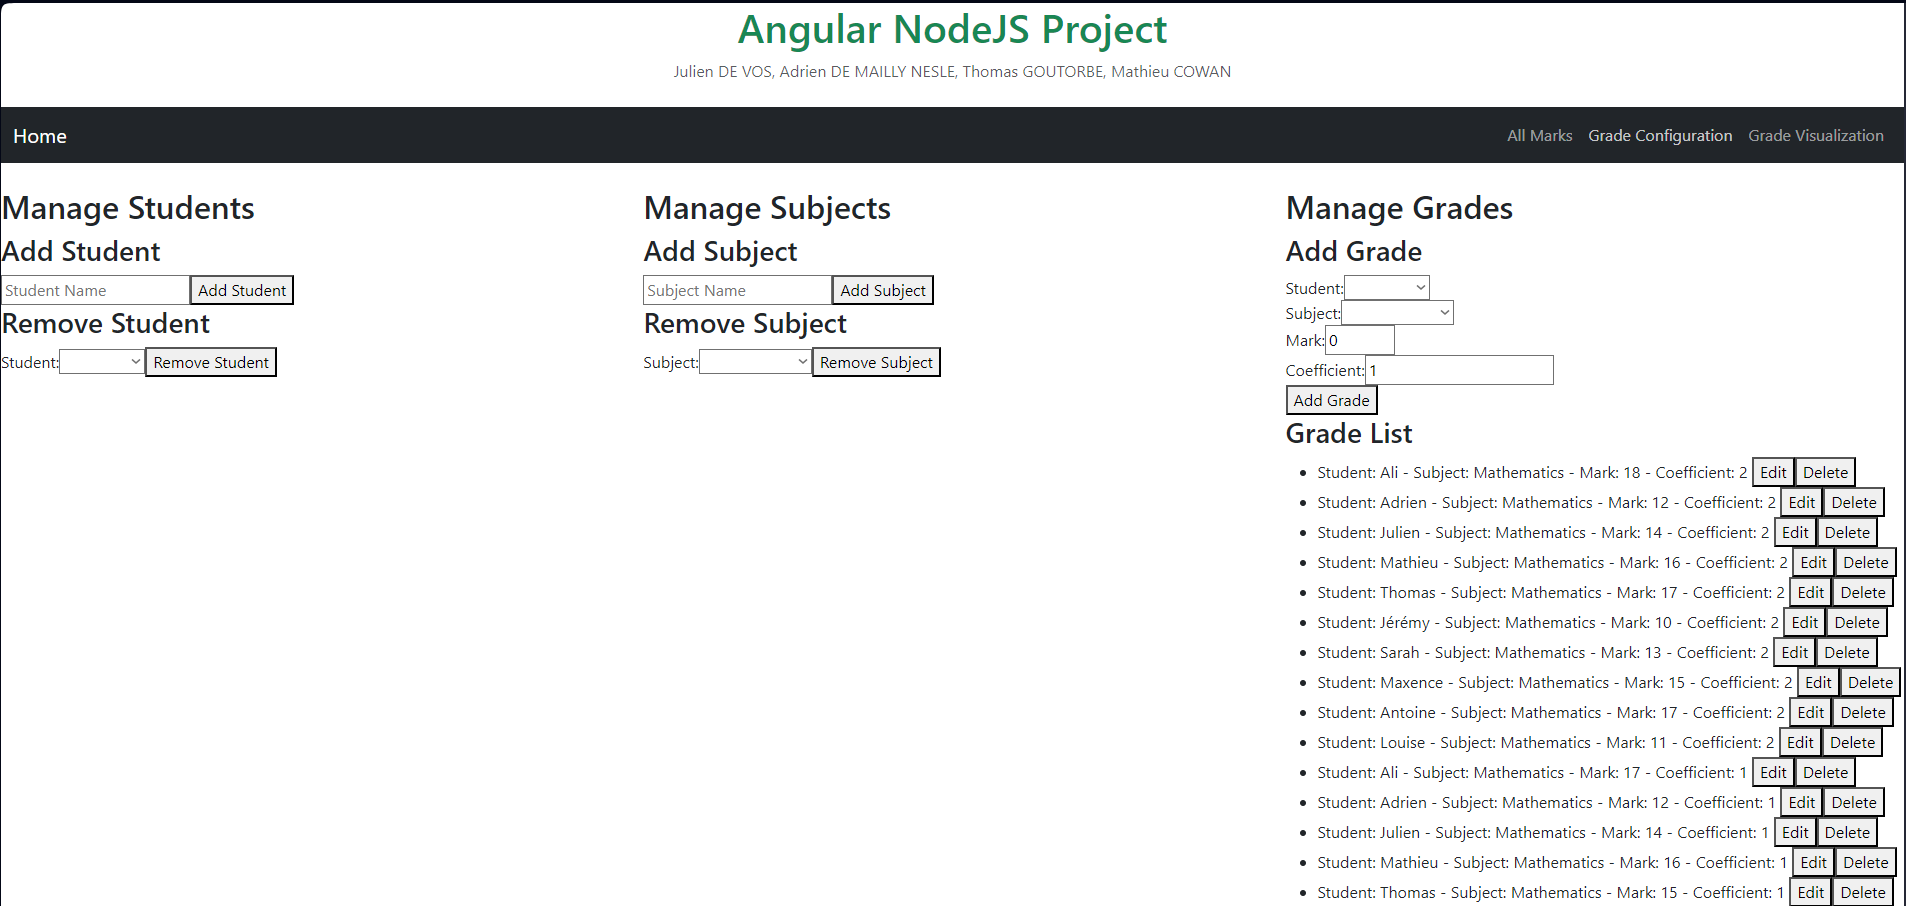 Angular NodeJS Project
Julien DE VOS, Adrien DE MAILLY NESLE, Thomas GOUTORBE, Mathieu COWAN
Home
All Marks Grade Configuration Grade Visualization
Manage Students
Add Student
Student Name Add Student
Remove Student
Student: Remove Student
Manage Subjects
Add Subject
Subject Name Add Subject
Remove Subject
Subject: Remove Subject
Manage Grades
Add Grade
Student:
Subject:
Mark: 0
Coefficient: 1
Add Grade
Grade List
Student: Ali - Subject: Mathematics - Mark: 18 - Coefficient: 2 Edit Delete
Student: Adrien - Subject: Mathematics - Mark: 12 - Coefficient: 2 Edit Delete
Student: Julien - Subject: Mathematics - Mark: 14 - Coefficient: 2 Edit Delete
Student: Mathieu - Subject: Mathematics - Mark: 16 - Coefficient: 2 Edit Delete
Student: Thomas - Subject: Mathematics - Mark: 17 - Coefficient: 2 Edit Delete
Student: Jérémy - Subject: Mathematics - Mark: 10 - Coefficient: 2 Edit Delete
Student: Sarah - Subject: Mathematics - Mark: 13 - Coefficient: 2 Edit Delete
Student: Maxence - Subject: Mathematics - Mark: 15 - Coefficient: 2 Edit Delete
Student: Antoine - Subject: Mathematics - Mark: 17 - Coefficient: 2 Edit Delete
Student: Louise - Subject: Mathematics - Mark: 11 - Coefficient: 2 Edit Delete
Student: Ali - Subject: Mathematics - Mark: 17 - Coefficient: 1 Edit Delete
Student: Adrien - Subject: Mathematics - Mark: 12 - Coefficient: 1 Edit Delete
Student: Julien - Subject: Mathematics - Mark: 14 - Coefficient: 1 Edit Delete
Student: Mathieu - Subject: Mathematics - Mark: 16 - Coefficient: 1 Edit Delete
Student: Thomas - Subject: Mathematics - Mark: 15 - Coefficient: 1 Edit Delete